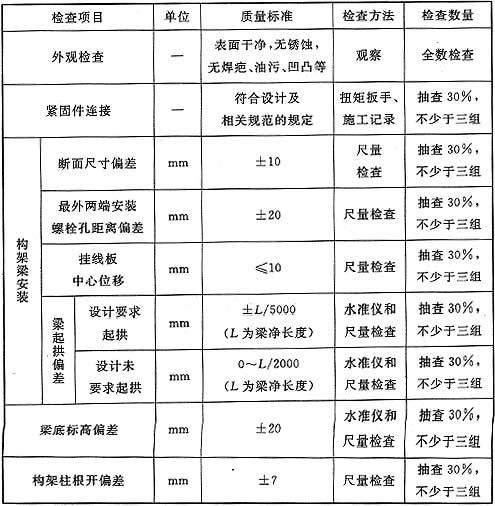 检查项目 单位 质量标准 检查方法 检查数量
外观检查 — 表面干净,无锈蚀,
无焊疤、油污、凹凸等 观察 全数检查
紧固件连接 — 符合设计及
相关规范的规定 扭矩扳手、
施工记录 抽查30%,
不少于三组
构架梁安装
断面尺寸偏差 mm ±10 尺量
检查 抽查30%,
不少于三组
最外两端安装
螺栓孔距离偏差 mm ±20 尺量检查 抽查30%,
不少于三组
挂线板
中心位移 mm ≤10 尺量检查 抽查30%,
不少于三组
梁起拱偏差
设计要求
起拱 mm ±L/5000
(L为梁净长度) 水准仪和
尺量检查 抽查30%,
不少于三组
设计未
要求起拱 mm 0~L/2000
(L为梁净长度) 水准仪和
尺量检查 抽查30%,
不少于三组
梁底标高偏差 mm ±20 水准仪和
尺量检查 抽查30%,
不少于三组
构架柱根开偏差 mm ±7 尺量检查 抽查30%,
不少于三组